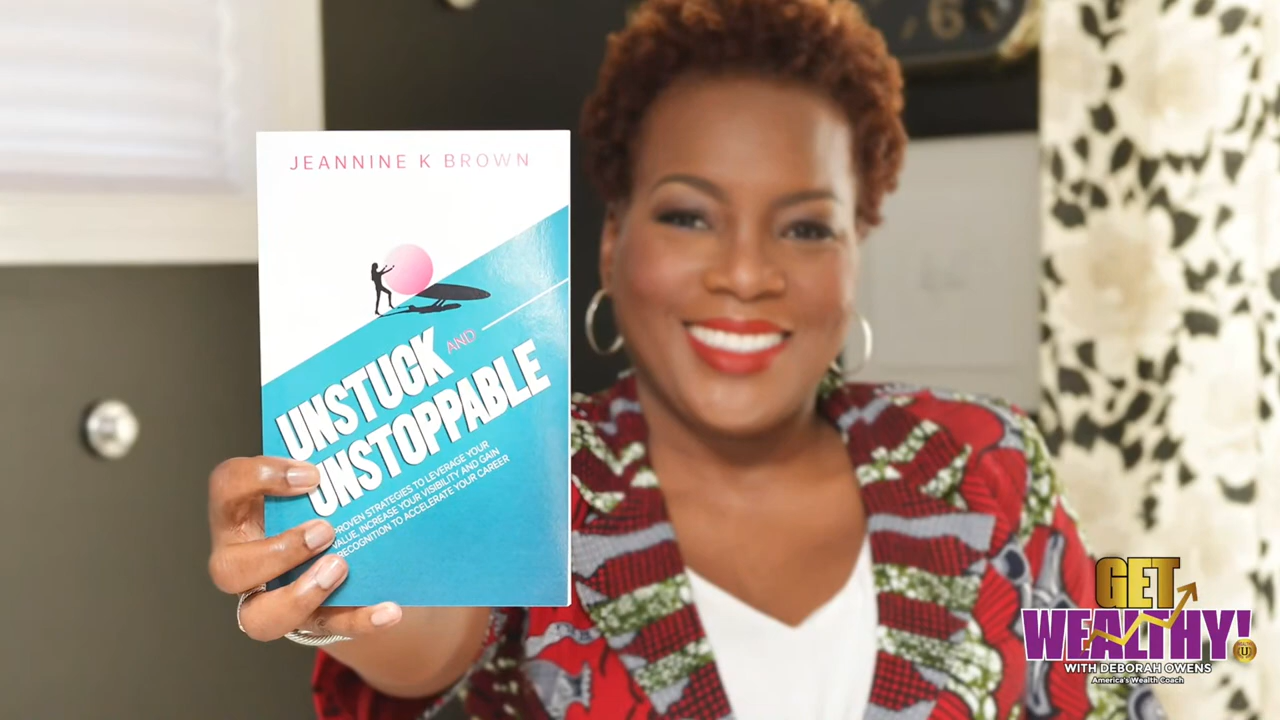 JEANNINE K BROWN
UNSTUCK AND
UNSTOPPABLE
PROVEN STRATEGIES TO LEVERAGE YOUR
VALUE, INCREASE YOUR VISIBILITY AND GAIN
RECOGNITION TO ACCELERATE YOUR CAREER
6
GET
WEALTHY!
U
WITH DEBORAH OWENS
America's Wealth Coach